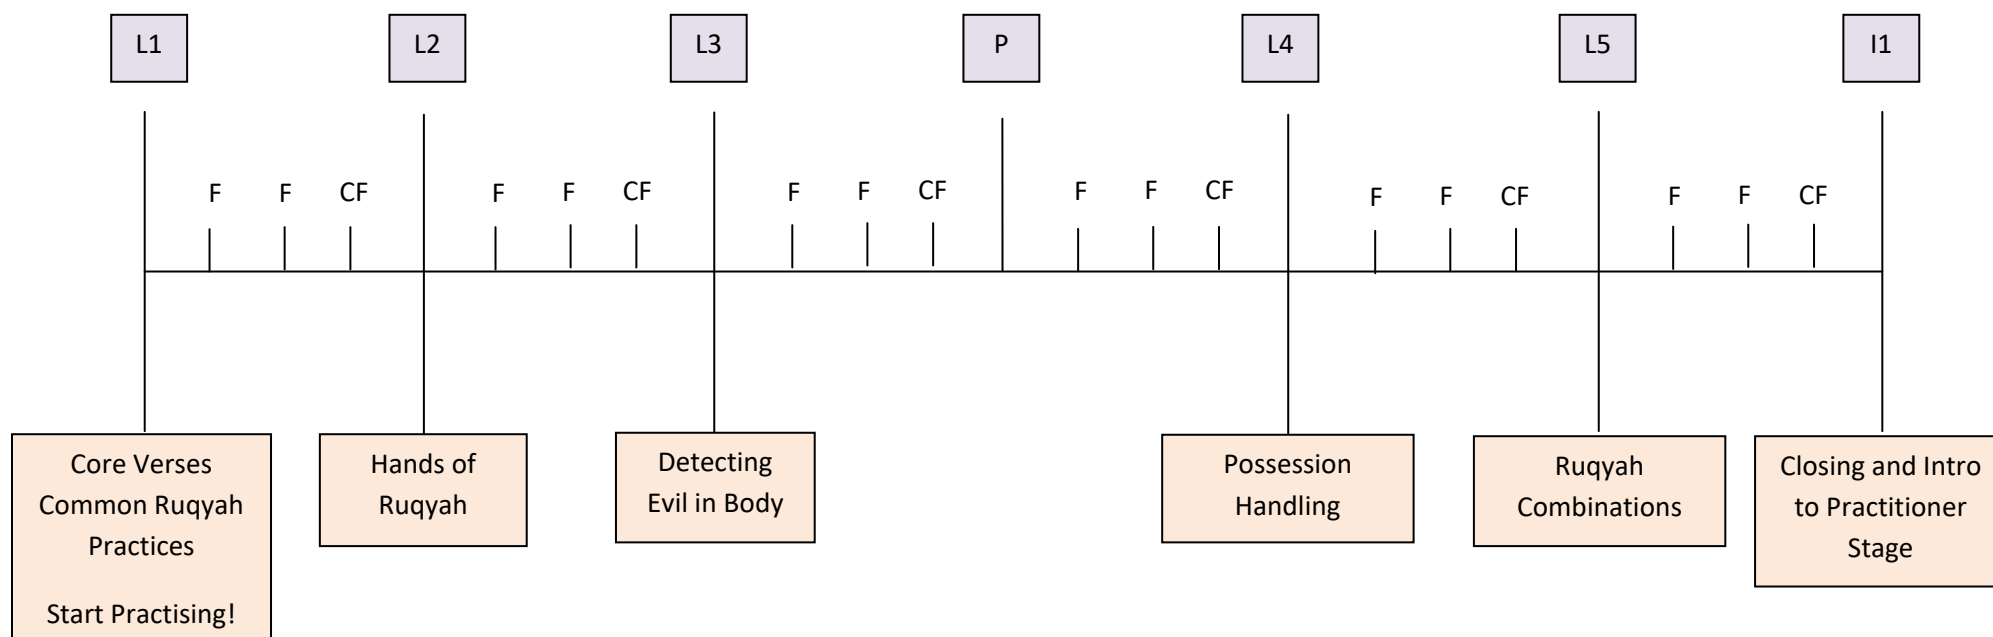 L1 L2 L3 P L4 L5 I1
F F CF F F CF F F CF F F CF F F CF F F CF
Core Verses
Common Ruqyah
Practices
Start Practising!
Hands of
Ruqyah
Detecting
Evil in Body
Possession
Handling
Ruqyah
Combinations
Closing and Intro
to Practitioner
Stage